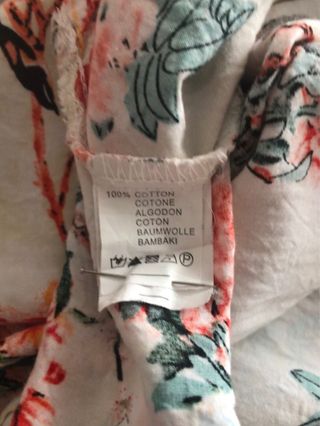 100% COTTON
COTONE
ALGODON
COTON
BAUMWOLLE
BAMBAKI
P